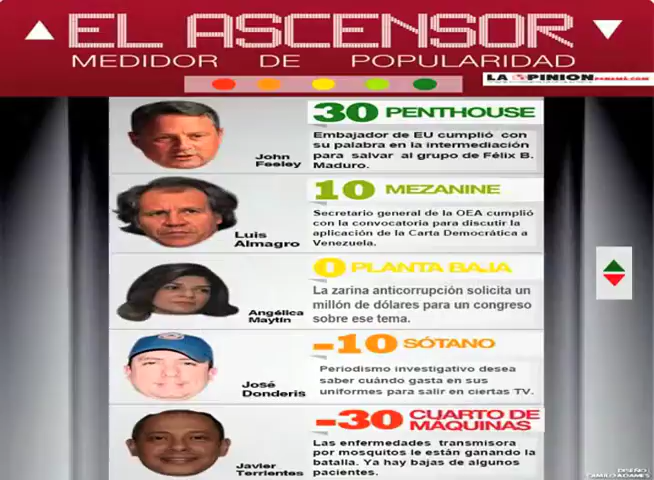 EL ASCENSOR
MEDIDOR DE POPULARIDAD
LA OPINION PANAMÁ.COM
30 PENTHOUSE
Embajador de EU cumplió con
su palabra en la intermediación
para salvar al grupo de Félix B.
Maduro.
John
Feeley
10 MEZANINE
Secretario general de la OEA cumplió
con la convocatoria para discutir la
aplicación de la Carta Democrática a
Venezuela.
Luis
Almagro
0 PLANTA BAJA
La zarina anticorrupción solicita un
millón de dólares para un congreso
sobre ese tema.
Angélica
Maytín
-10 SÓTANO
Periodismo investigativo desea
saber cuándo gasta en sus
uniformes para salir en ciertas TV.
José
Donderis
-30 CUARTO DE
MÁQUINAS
Las enfermedades transmisora
por mosquitos le están ganando la
batalla. Ya hay bajas de algunos
pacientes.
Javier
Terrientes
DISEÑO:
CAMILO ADAMES